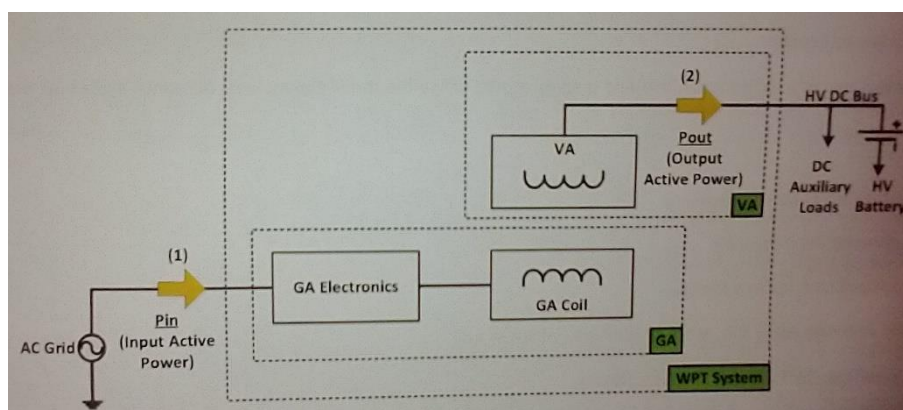 (2)
HV DC Bus
+
VA
Pout
(Output
Active Power)
DC
Auxiliary
Loads
HV
Battery
VA
(1)
GA Electronics
GA Coil
Pin
(Input Active
Power)
AC Grid
GA
WPT System